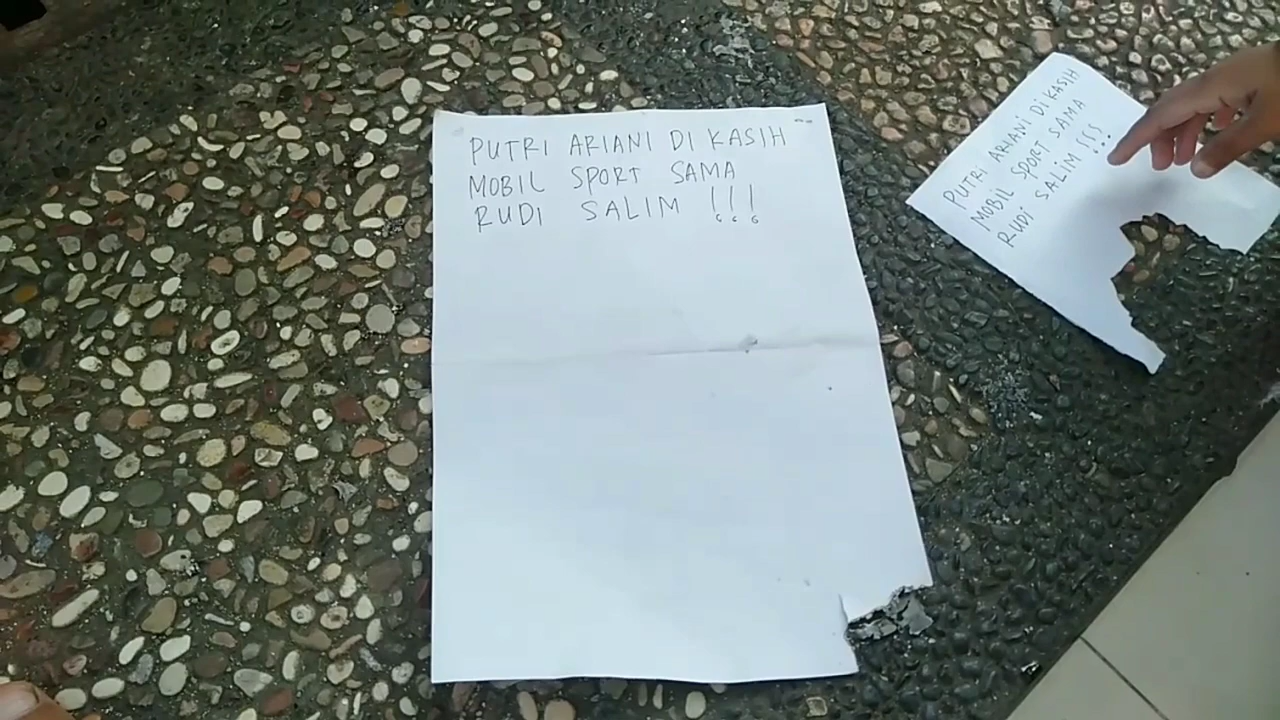 PUTRI ARIANI DI KASIH
MOBIL SPORT SAMA
RUDI SALIM !!!
PUTRI ARIANI DI KASIH
MOBIL SPORT SAMA
RUDI SALIM !!!